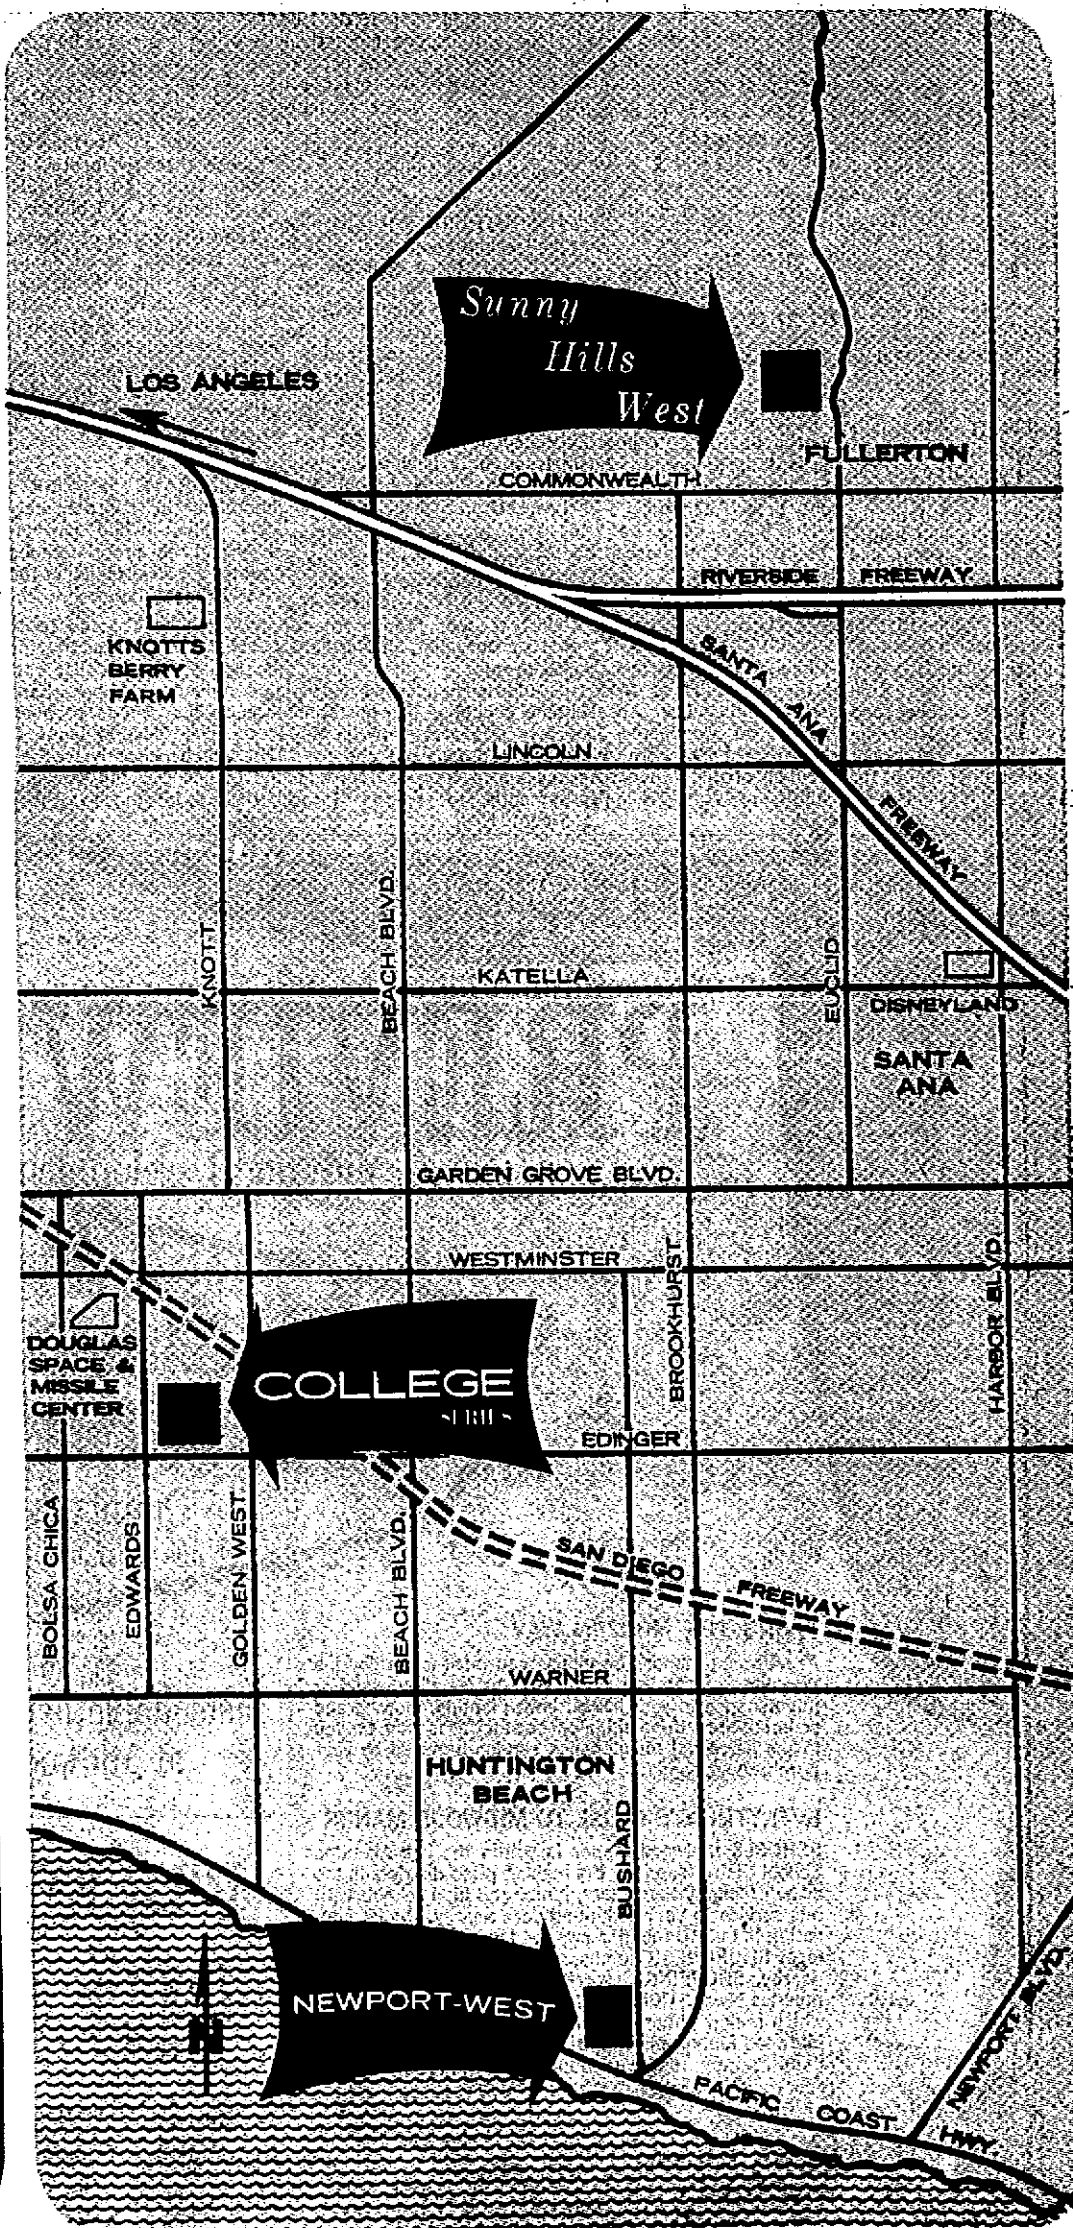 Sunny
Hills
West
LOS ANGELES
FULLERTON
COMMONWEALTH
RIVERSIDE FREEWAY
KNOTTS
BERRY
FARM
SANTA ANA FREEWAY
LINCOLN
KNOTT
BEACH BLVD.
EUCLID
KATELLA
DISNEYLAND
SANTA
ANA
GARDEN GROVE BLVD.
WESTMINSTER
BROOKHURST
HARBOR BLVD.
DOUGLAS
SPACE &
MISSILE
CENTER
COLLEGE
SERIES
EDINGER
BOLSA CHICA
EDWARDS
GOLDEN WEST
BEACH BLVD.
SAN DIEGO FREEWAY
WARNER
HUNTINGTON
BEACH
BUSHARD
N
NEWPORT-WEST
NEWPORT BLVD.
PACIFIC COAST HWY.